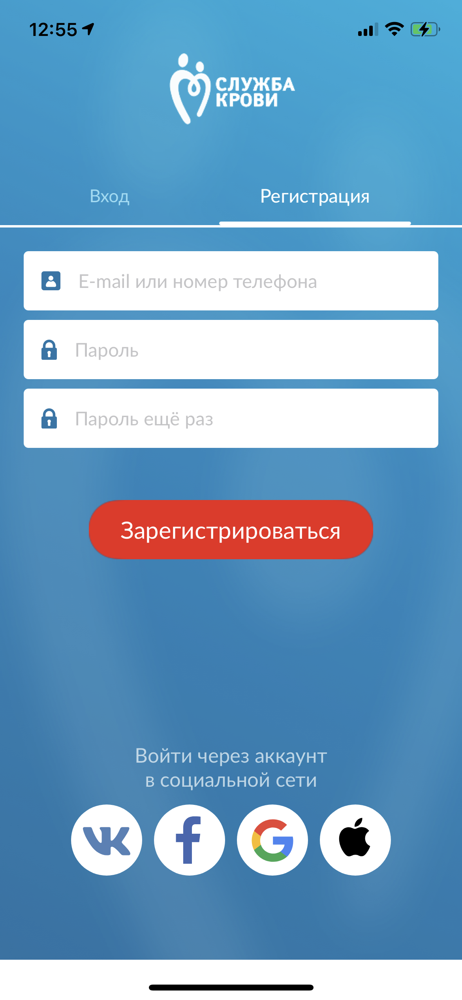 12:55
СЛУЖБА
КРОВИ
Вход
Регистрация
E-mail или номер телефона
Пароль
Пароль ещё раз
Зарегистрироваться
Войти через аккаунт
в социальной сети